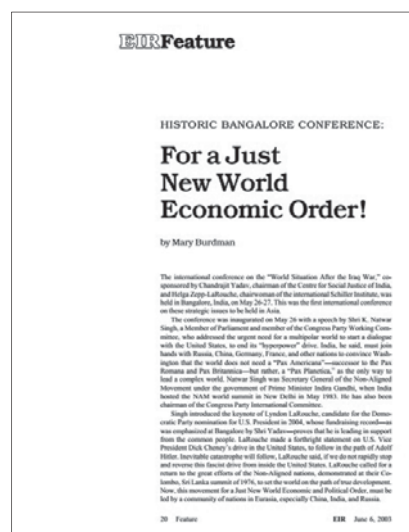 EIRFeature
HISTORIC BANGALORE CONFERENCE:
For a Just
New World
Economic Order!
by Mary Burdman
The international conference on the "World Situation After the Iraq War," co-
sponsored by Chandrajit Yadav, chairman of the Centre for Social Justice of India,
and Helga Zepp-LaRouche, chairwoman of the international Schiller Institute, was
held in Bangalore, India, on May 26-27. This was the first international conference
on these strategic issues to be held in Asia.
The conference was inaugurated on May 26 with a speech by Shri K. Natwar
Singh, a Member of Parliament and member of the Congress Party Working Com-
mittee, who addressed the urgent need for a multipolar world to start a dialogue
with the United States, to end its "hyperpower" drive. India, he said, must join
hands with Russia, China, Germany, France, and other nations to convince Wash-
ington that the world does not need a "Pax Americana"—successor to the Pax
Romana and Pax Britannica—but rather, a "Pax Planetica," as the only way to
lead a complex world. Natwar Singh was Secretary General of the Non-Aligned
Movement under the government of Prime Minister Indira Gandhi, when India
hosted the NAM world summit in New Delhi in May 1983. He has also been
chairman of the Congress Party International Committee.
Singh introduced the keynote of Lyndon LaRouche, candidate for the Demo-
cratic Party nomination for U.S. President in 2004, whose fundraising record—as
was emphasized at Bangalore by Shri Yadav—proves that he is leading in support
from the common people. LaRouche made a forthright statement on U.S. Vice
President Dick Cheney's drive in the United States, to follow in the path of Adolf
Hitler. Inevitable catastrophe will follow, LaRouche said, if we do not rapidly stop
and reverse this fascist drive from inside the United States. LaRouche called for a
return to the great efforts of the Non-Aligned nations, demonstrated at their Co-
lombo, Sri Lanka summit of 1976, to set the world on the path of true development.
Now, this movement for a Just New World Economic and Political Order, must be
led by a community of nations in Eurasia, especially China, India, and Russia.
20 Feature
EIR June 6, 2003